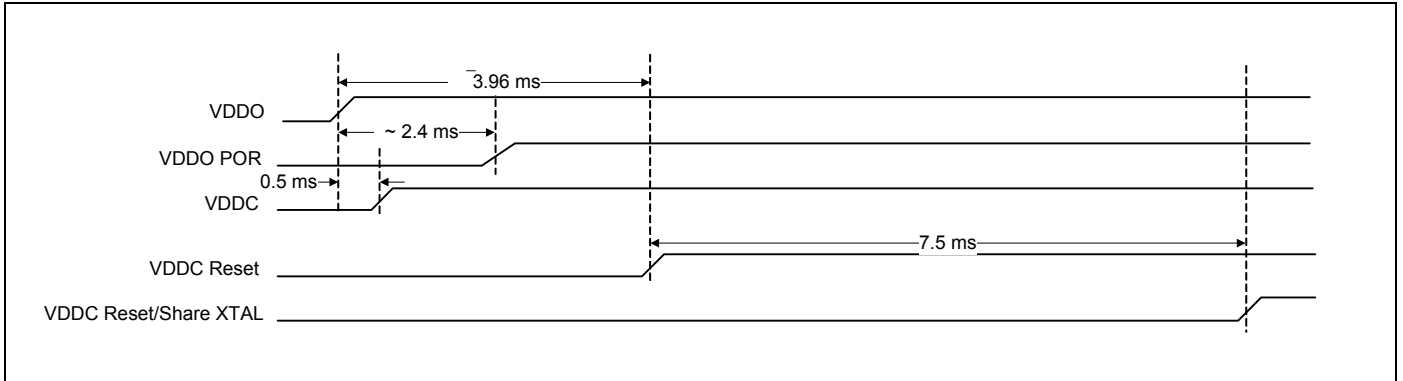 ‾3.96 ms
VDDO
~ 2.4 ms
VDDO POR
0.5 ms
VDDC
7.5 ms
VDDC Reset
VDDC Reset/Share XTAL